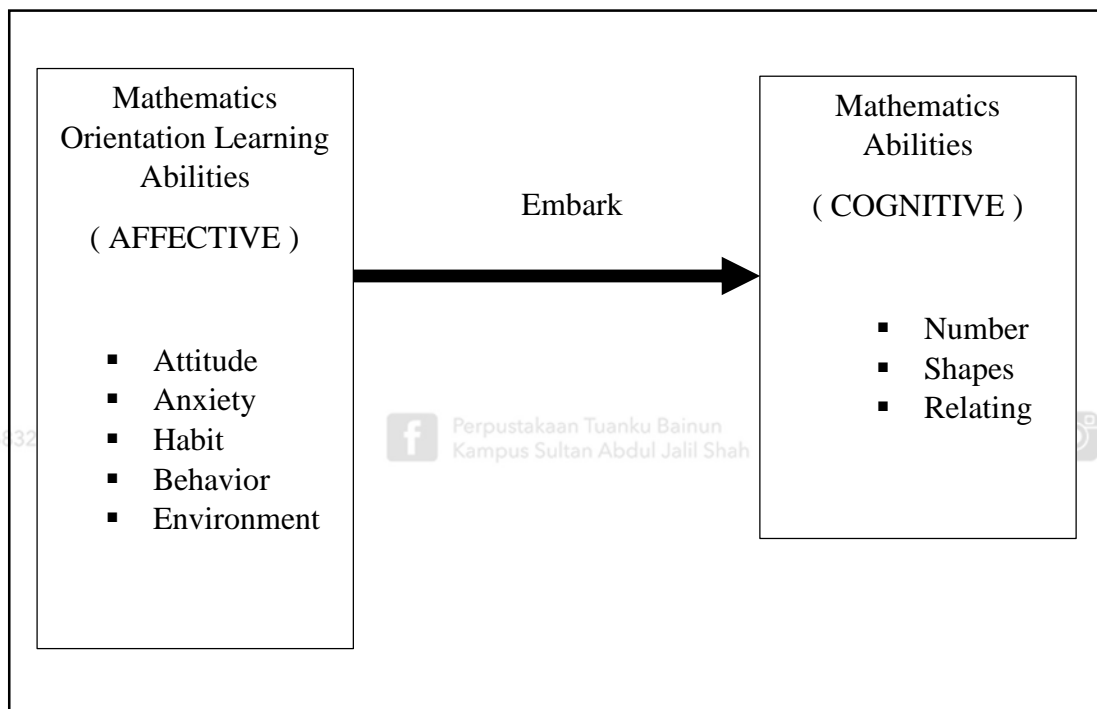 Mathematics
Orientation Learning
Abilities
( AFFECTIVE )
▪ Attitude
▪ Anxiety
▪ Habit
▪ Behavior
▪ Environment
Embark
Mathematics
Abilities
( COGNITIVE )
▪ Number
▪ Shapes
▪ Relating
832
f Perpustakaan Tuanku Bainun
Kampus Sultan Abdul Jalil Shah